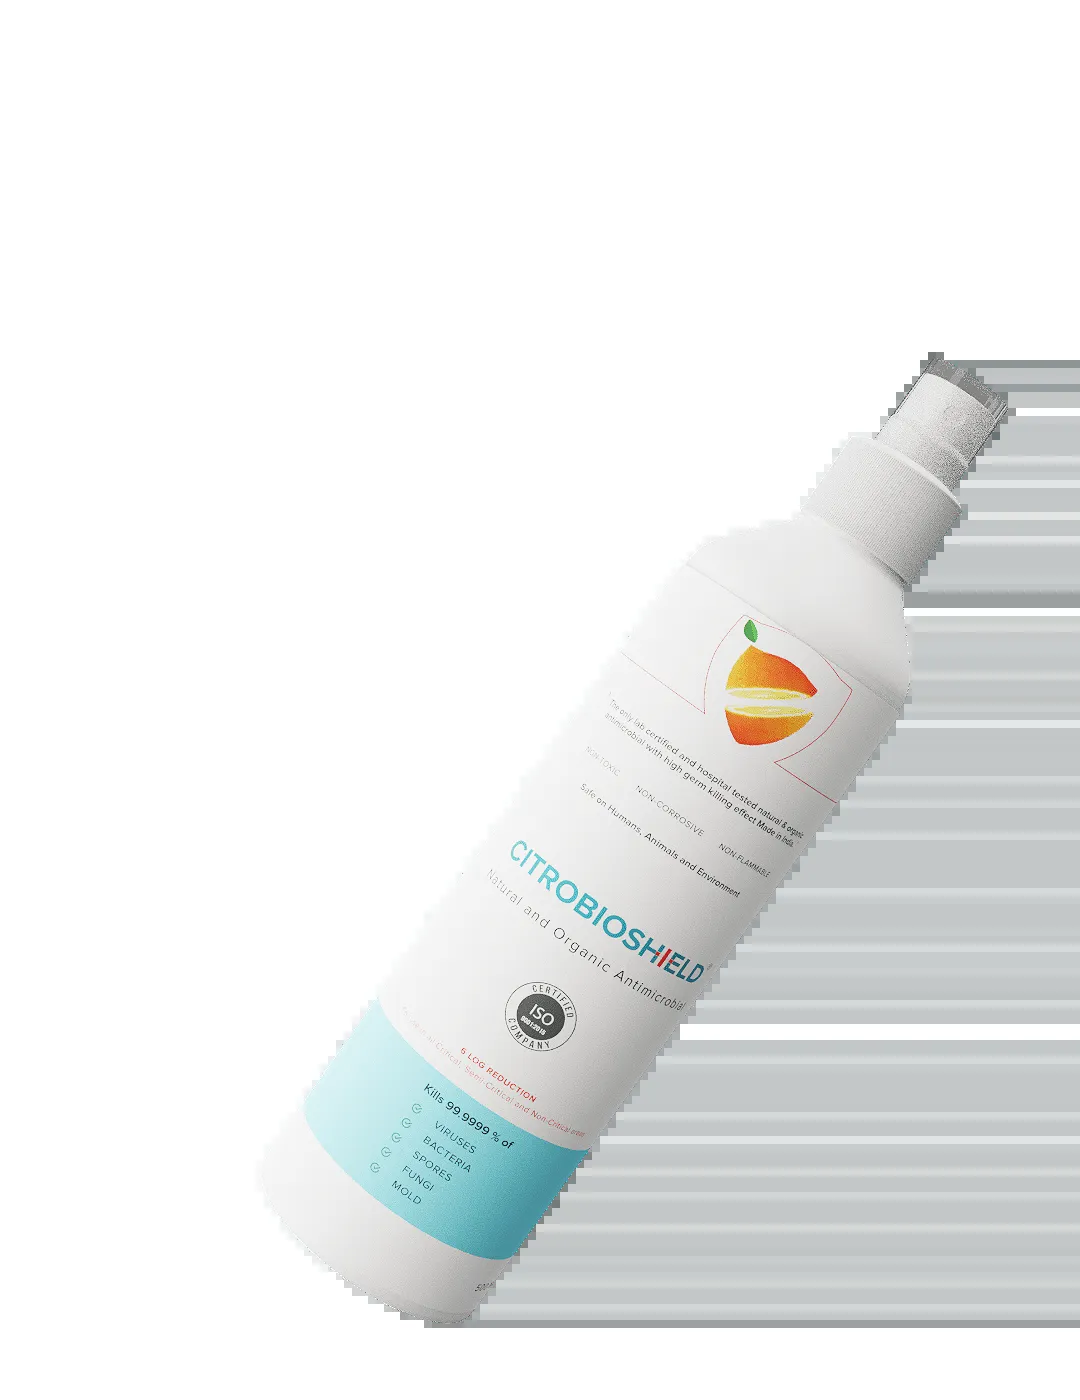 The only lab certified and hospital tested natural & organic
antimicrobial with high germ killing effect Made in India.
NON-TOXIC NON-CORROSIVE NON-FLAMMABLE
Safe on Humans, Animals and Environment
CITROBIOSHIELD
Natural and Organic Antimicrobial
CERTIFIED
ISO
9001:2015
COMPANY
6 LOG REDUCTION
Critical, Semi-Critical and Non-Critical areas
Kills 99.9999 % of
VIRUSES
BACTERIA
SPORES
FUNGI
MOLD